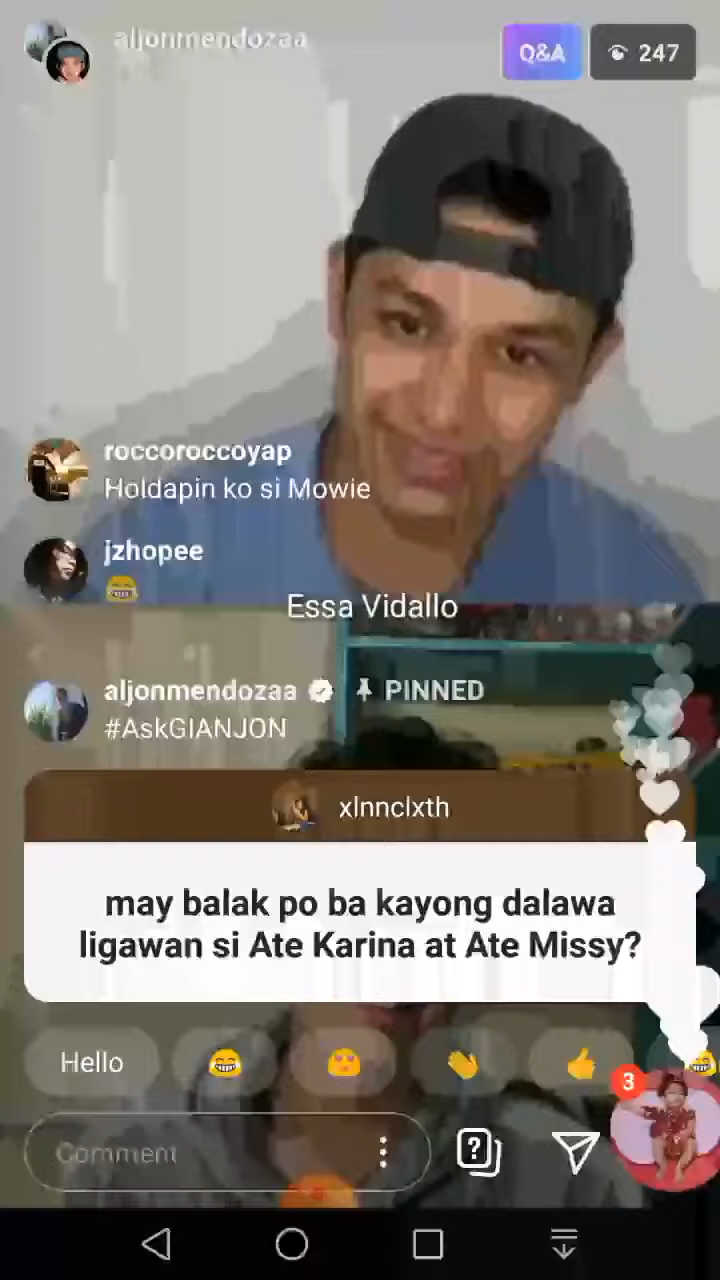 aljonmendozaa
Q&A
247
roccoroccoyap
Holdapin ko si Mowie
jzhopee
Essa Vidallo
aljonmendozaa
PINNED
#AskGIANJON
xlnnclxth
may balak po ba kayong dalawa
ligawan si Ate Karina at Ate Missy?
Hello
3
Comment